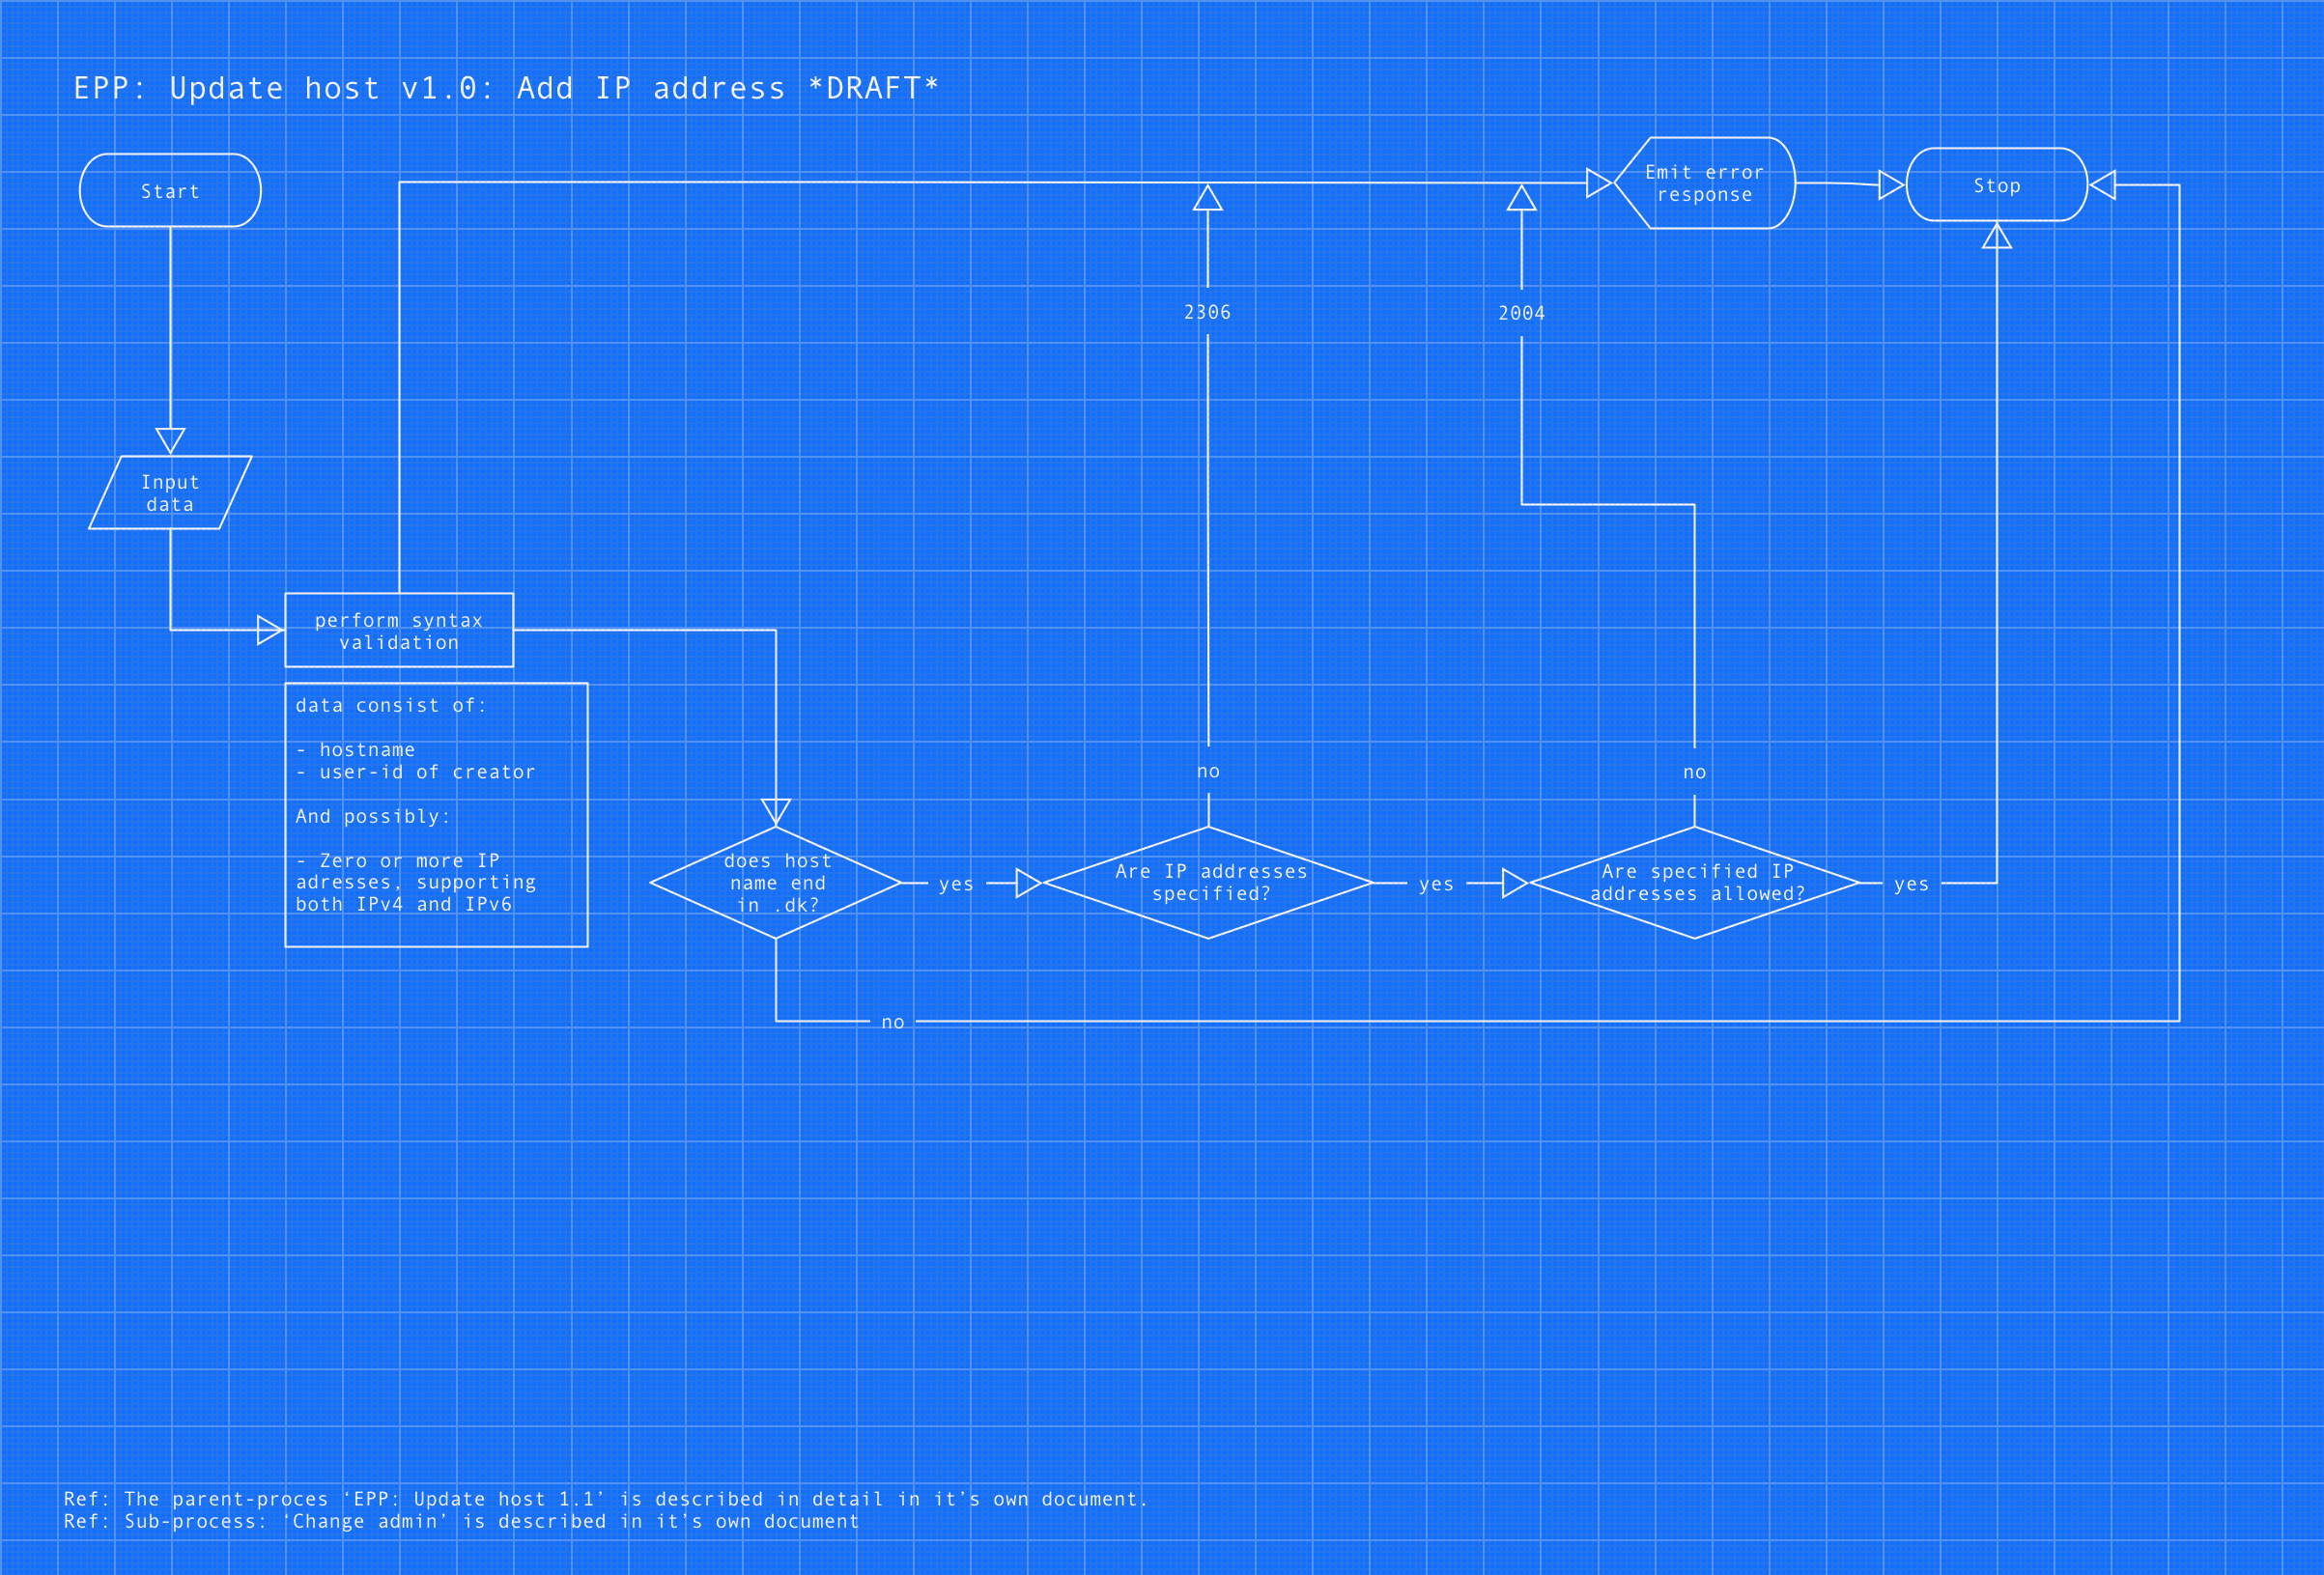 EPP: Update host v1.0: Add IP address *DRAFT*
Start
Emit error
response
Stop
2306
2004
Input
data
perform syntax
validation
data consist of:
- hostname
- user-id of creator
And possibly:
- Zero or more IP
adresses, supporting
both IPv4 and IPv6
no
no
does host
name end
in .dk?
yes
Are IP addresses
specified?
yes
Are specified IP
addresses allowed?
yes
no
Ref: The parent-proces ‘EPP: Update host 1.1’ is described in detail in it’s own document.
Ref: Sub-process: ‘Change admin’ is described in it’s own document